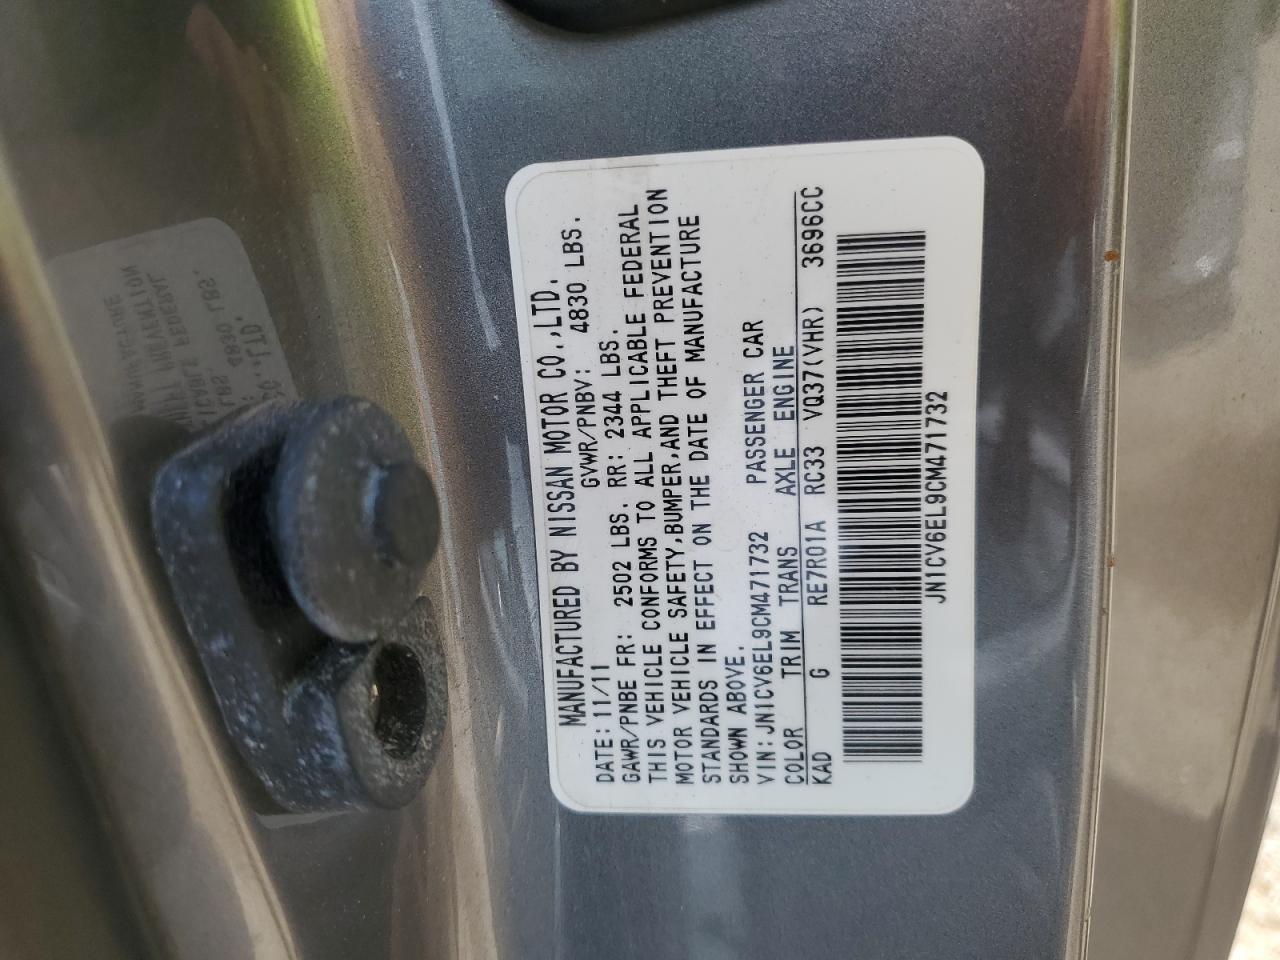 MANUFACTURED BY NISSAN MOTOR CO.,LTD.
DATE: 11/11 GVWR/PNBV: 4830 LBS.
GAWR/PNBE FR: 2502 LBS. RR: 2344 LBS.
THIS VEHICLE CONFORMS TO ALL APPLICABLE FEDERAL
MOTOR VEHICLE SAFETY,BUMPER,AND THEFT PREVENTION
STANDARDS IN EFFECT ON THE DATE OF MANUFACTURE
SHOWN ABOVE.
VIN:JN1CV6EL9CM471732 PASSENGER CAR
COLOR TRIM TRANS AXLE ENGINE
KAD G RE7R01A RC33 VQ37(VHR) 3696CC
JN1CV6EL9CM471732